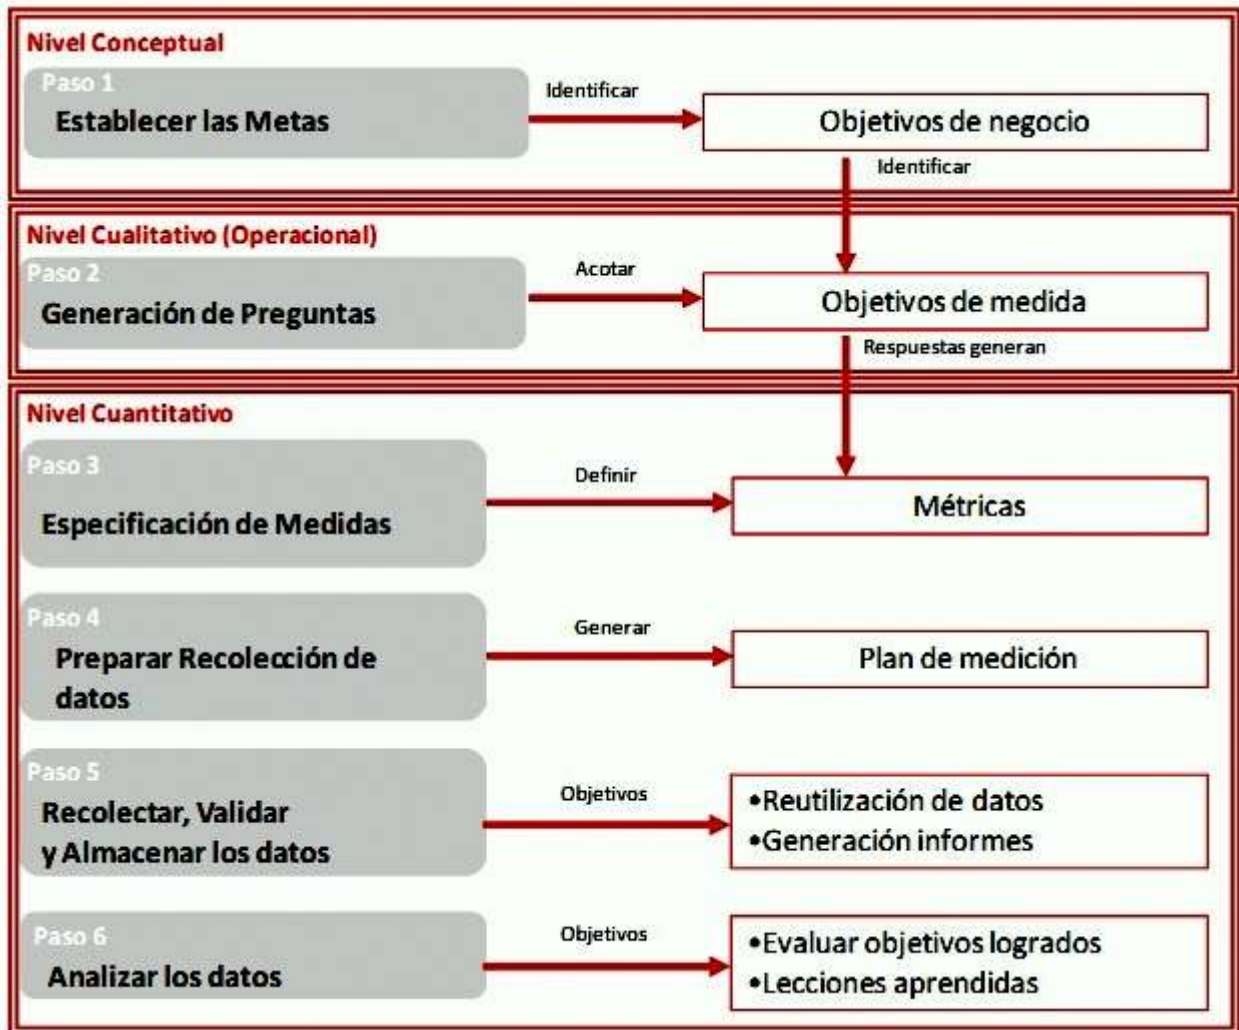 Nivel Conceptual
Paso 1
Establecer las Metas
Identificar
Objetivos de negocio
Identificar
Nivel Cualitativo (Operacional)
Paso 2
Generación de Preguntas
Acotar
Objetivos de medida
Respuestas generan
Nivel Cuantitativo
Paso 3
Especificación de Medidas
Definir
Métricas
Paso 4
Preparar Recolección de
datos
Generar
Plan de medición
Paso 5
Recolectar, Validar
y Almacenar los datos
Objetivos
•Reutilización de datos
•Generación informes
Paso 6
Analizar los datos
Objetivos
•Evaluar objetivos logrados
•Lecciones aprendidas